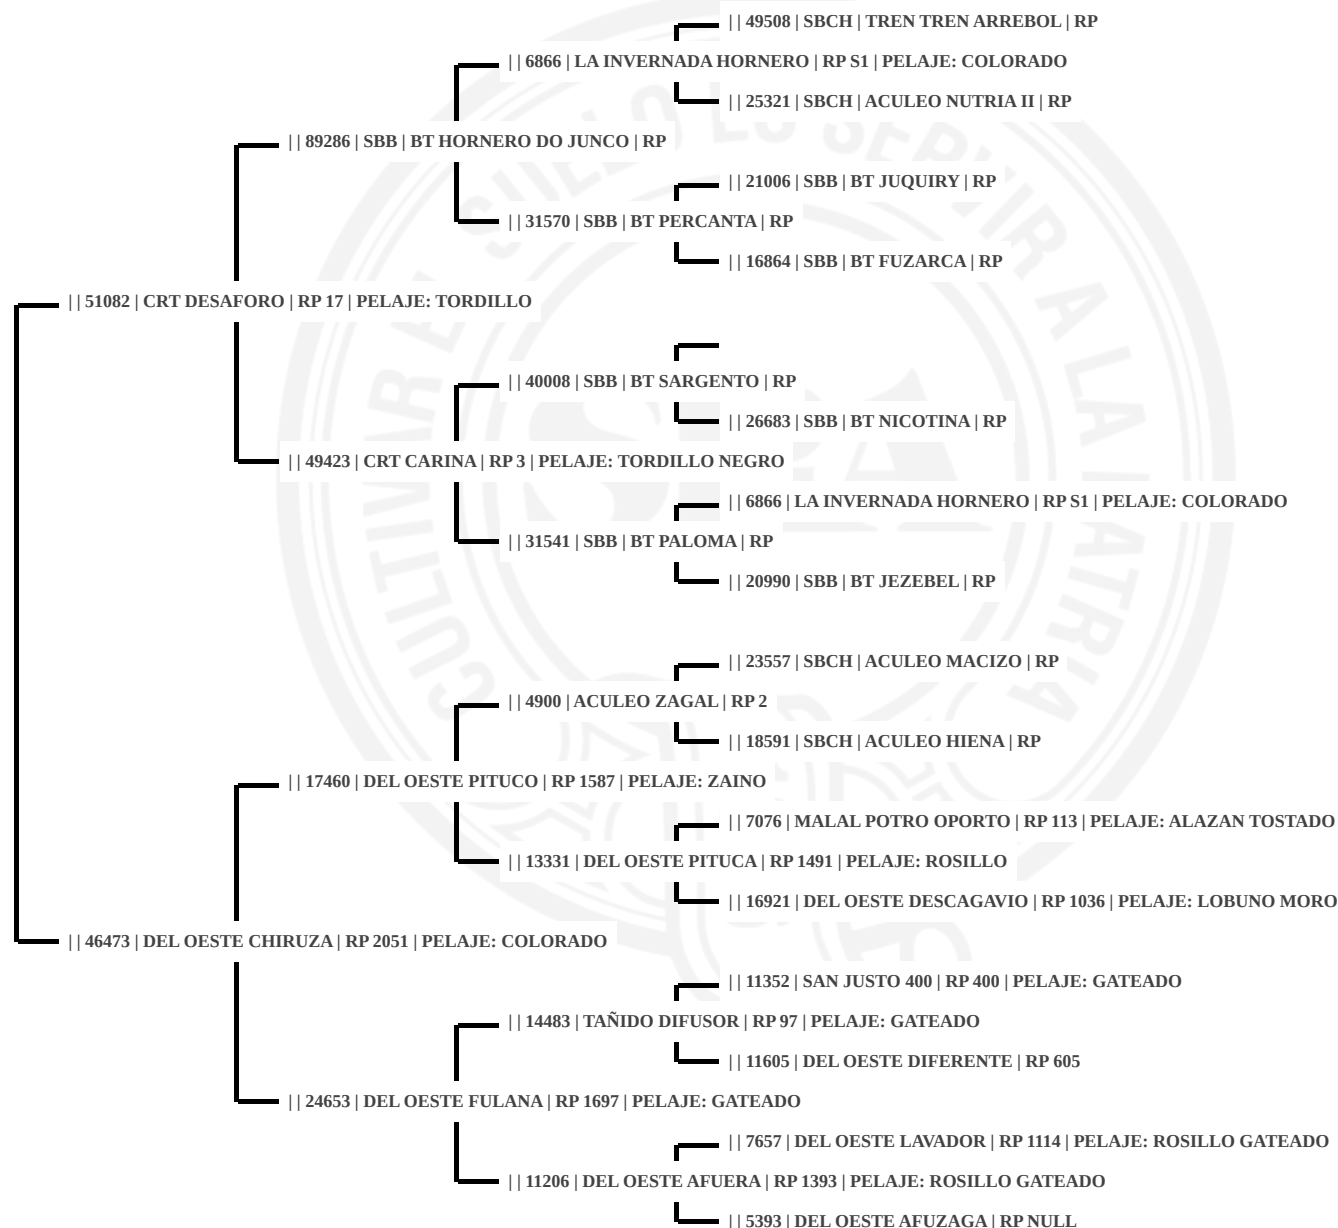 | | 49508 | SBCH | TREN TREN ARREBOL | RP
| | 6866 | LA INVERNADA HORNERO | RP S1 | PELAJE: COLORADO
| | 25321 | SBCH | ACULEO NUTRIA II | RP
| | 89286 | SBB | BT HORNERO DO JUNCO | RP
| | 21006 | SBB | BT JUQUIRY | RP
| | 31570 | SBB | BT PERCANTA | RP
| | 16864 | SBB | BT FUZARCA | RP
| | 51082 | CRT DESAFORO | RP 17 | PELAJE: TORDILLO
| | 40008 | SBB | BT SARGENTO | RP
| | 26683 | SBB | BT NICOTINA | RP
| | 49423 | CRT CARINA | RP 3 | PELAJE: TORDILLO NEGRO
| | 6866 | LA INVERNADA HORNERO | RP S1 | PELAJE: COLORADO
| | 31541 | SBB | BT PALOMA | RP
| | 20990 | SBB | BT JEZEBEL | RP
| | 23557 | SBCH | ACULEO MACIZO | RP
| | 4900 | ACULEO ZAGAL | RP 2
| | 18591 | SBCH | ACULEO HIENA | RP
| | 17460 | DEL OESTE PITUCO | RP 1587 | PELAJE: ZAINO
| | 7076 | MALAL POTRO OPORTO | RP 113 | PELAJE: ALAZAN TOSTADO
| | 13331 | DEL OESTE PITUCA | RP 1491 | PELAJE: ROSILLO
| | 16921 | DEL OESTE DESCAGAVIO | RP 1036 | PELAJE: LOBUNO MORO
| | 46473 | DEL OESTE CHIRUZA | RP 2051 | PELAJE: COLORADO
| | 11352 | SAN JUSTO 400 | RP 400 | PELAJE: GATEADO
| | 14483 | TAÑIDO DIFUSOR | RP 97 | PELAJE: GATEADO
| | 11605 | DEL OESTE DIFERENTE | RP 605
| | 24653 | DEL OESTE FULANA | RP 1697 | PELAJE: GATEADO
| | 7657 | DEL OESTE LAVADOR | RP 1114 | PELAJE: ROSILLO GATEADO
| | 11206 | DEL OESTE AFUERA | RP 1393 | PELAJE: ROSILLO GATEADO
| | 5393 | DEL OESTE AFUZAGA | RP NULL